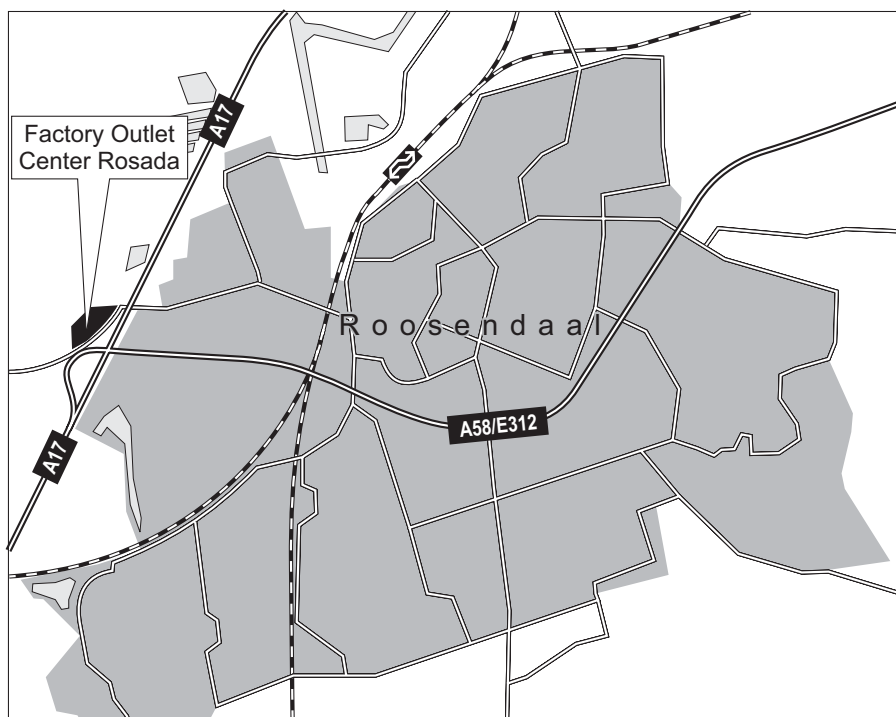 A17
Factory Outlet
Center Rosada
Roosendaal
A58/E312
A17